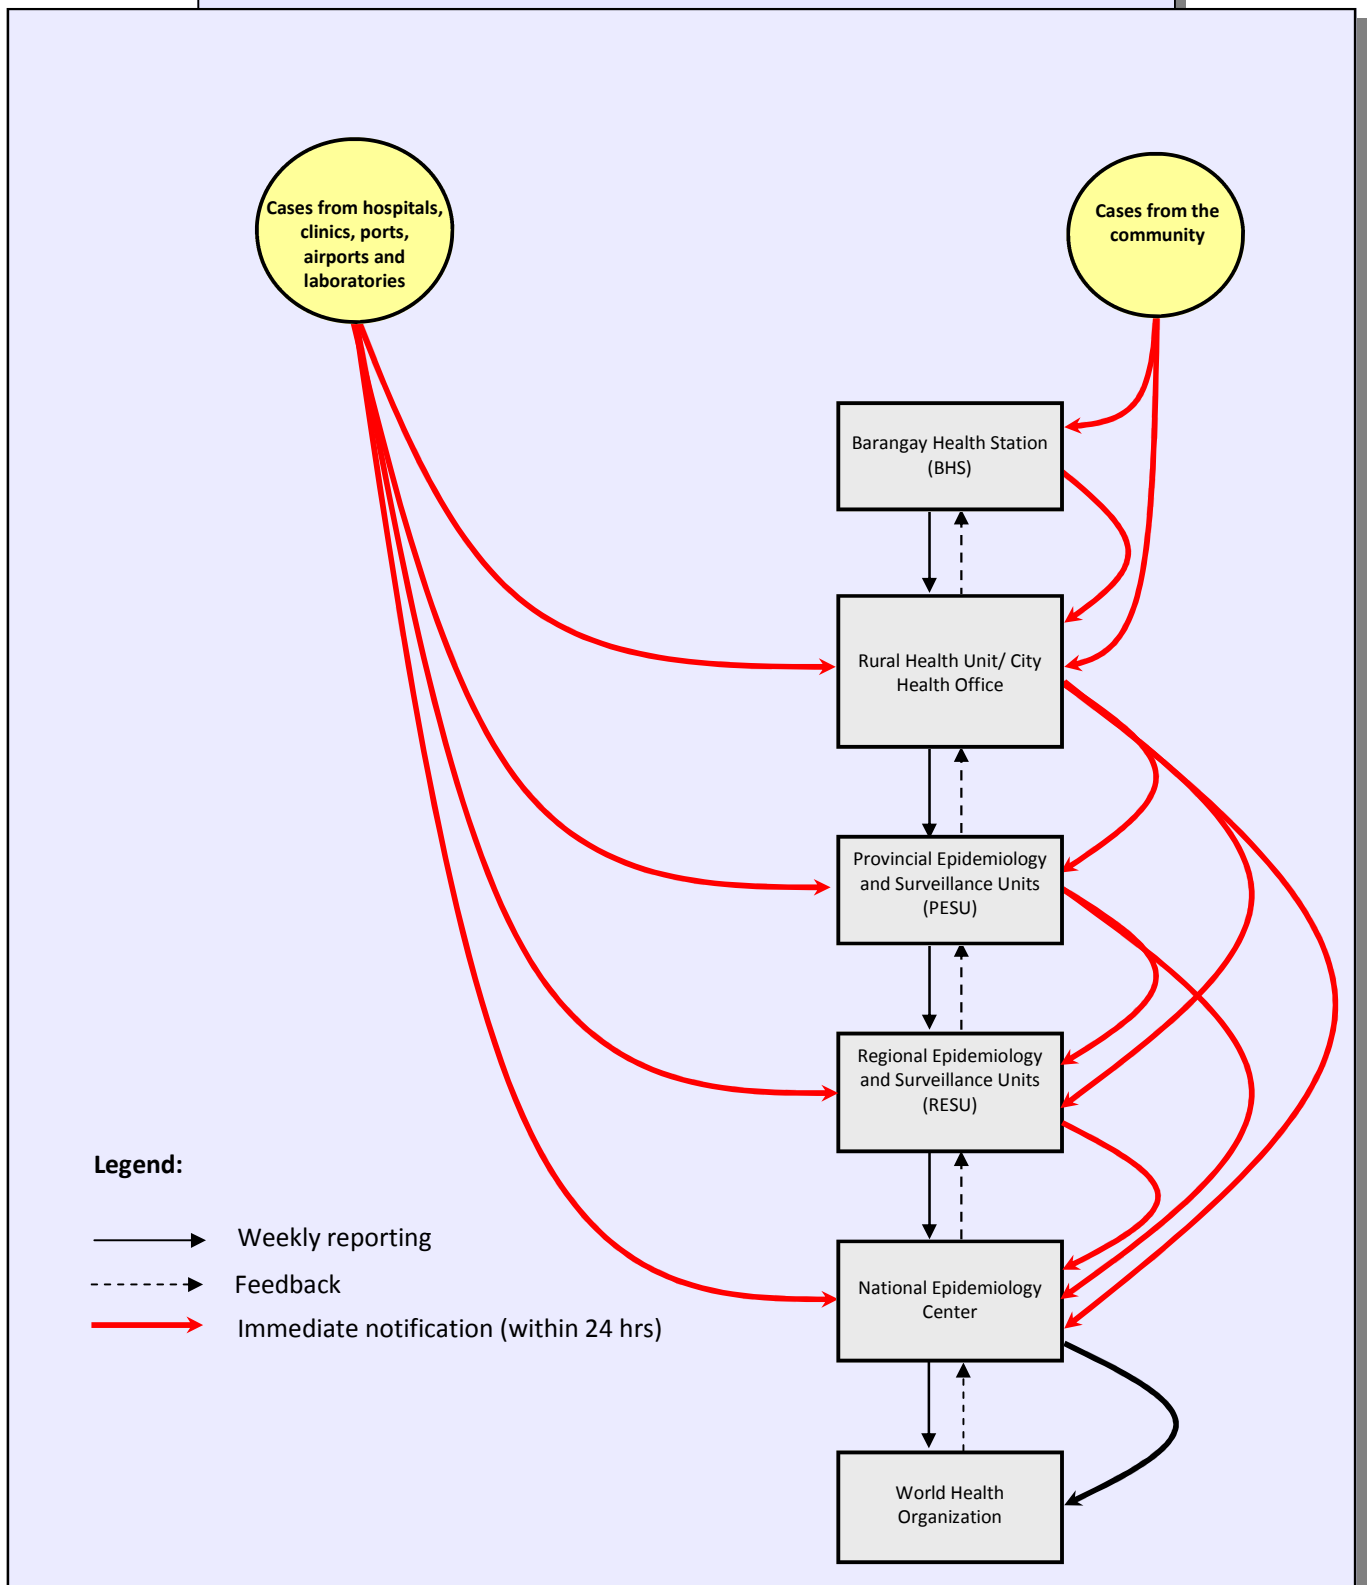 Cases from hospitals,
clinics, ports,
airports and
laboratories
Cases from the
community
Barangay Health Station
(BHS)
Rural Health Unit/ City
Health Office
Provincial Epidemiology
and Surveillance Units
(PESU)
Regional Epidemiology
and Surveillance Units
(RESU)
Legend:
Weekly reporting
Feedback
Immediate notification (within 24 hrs)
National Epidemiology
Center
World Health
Organization